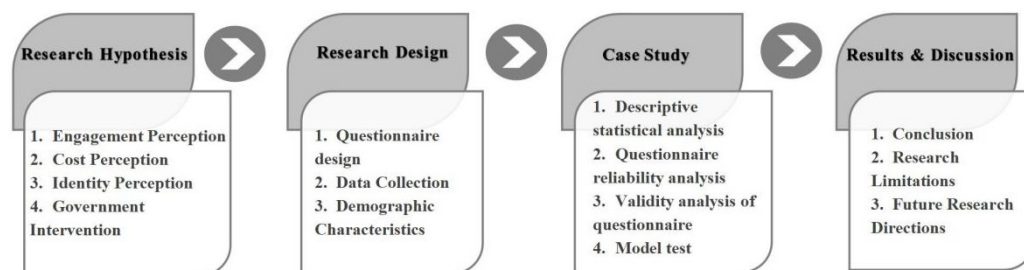 Research Hypothesis
1. Engagement Perception
2. Cost Perception
3. Identity Perception
4. Government
Intervention
Research Design
1. Questionnaire
design
2. Data Collection
3. Demographic
Characteristics
Case Study
1. Descriptive
statistical analysis
2. Questionnaire
reliability analysis
3. Validity analysis of
questionnaire
4. Model test
Results & Discussion
1. Conclusion
2. Research
Limitations
3. Future Research
Directions